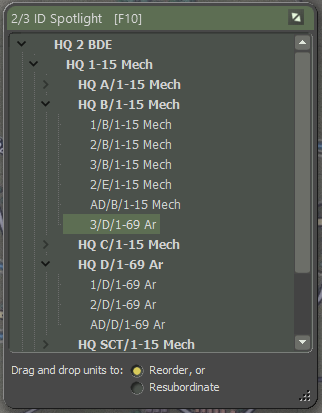 2/3 ID Spotlight [F10]
HQ 2 BDE
HQ 1-15 Mech
HQ A/1-15 Mech
HQ B/1-15 Mech
1/B/1-15 Mech
2/B/1-15 Mech
3/B/1-15 Mech
2/E/1-15 Mech
AD/B/1-15 Mech
3/D/1-69 Ar
HQ C/1-15 Mech
HQ D/1-69 Ar
1/D/1-69 Ar
2/D/1-69 Ar
AD/D/1-69 Ar
HQ SCT/1-15 Mech
Drag and drop units to: Reorder, or
Resubordinate